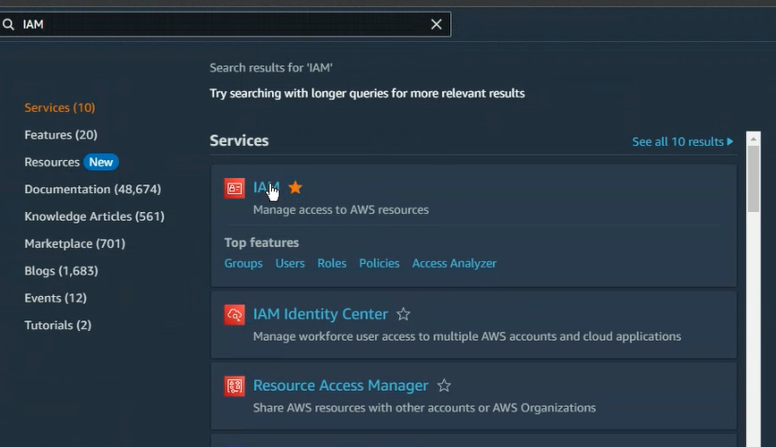 IAM
Search results for 'IAM'
Try searching with longer queries for more relevant results
Services (10)
Features (20)
Resources New
Documentation (48,674)
Knowledge Articles (561)
Marketplace (701)
Blogs (1,683)
Events (12)
Tutorials (2)
Services
See all 10 results
IAM
Manage access to AWS resources
Top features
Groups Users Roles Policies Access Analyzer
IAM Identity Center
Manage workforce user access to multiple AWS accounts and cloud applications
Resource Access Manager
Share AWS resources with other accounts or AWS Organizations